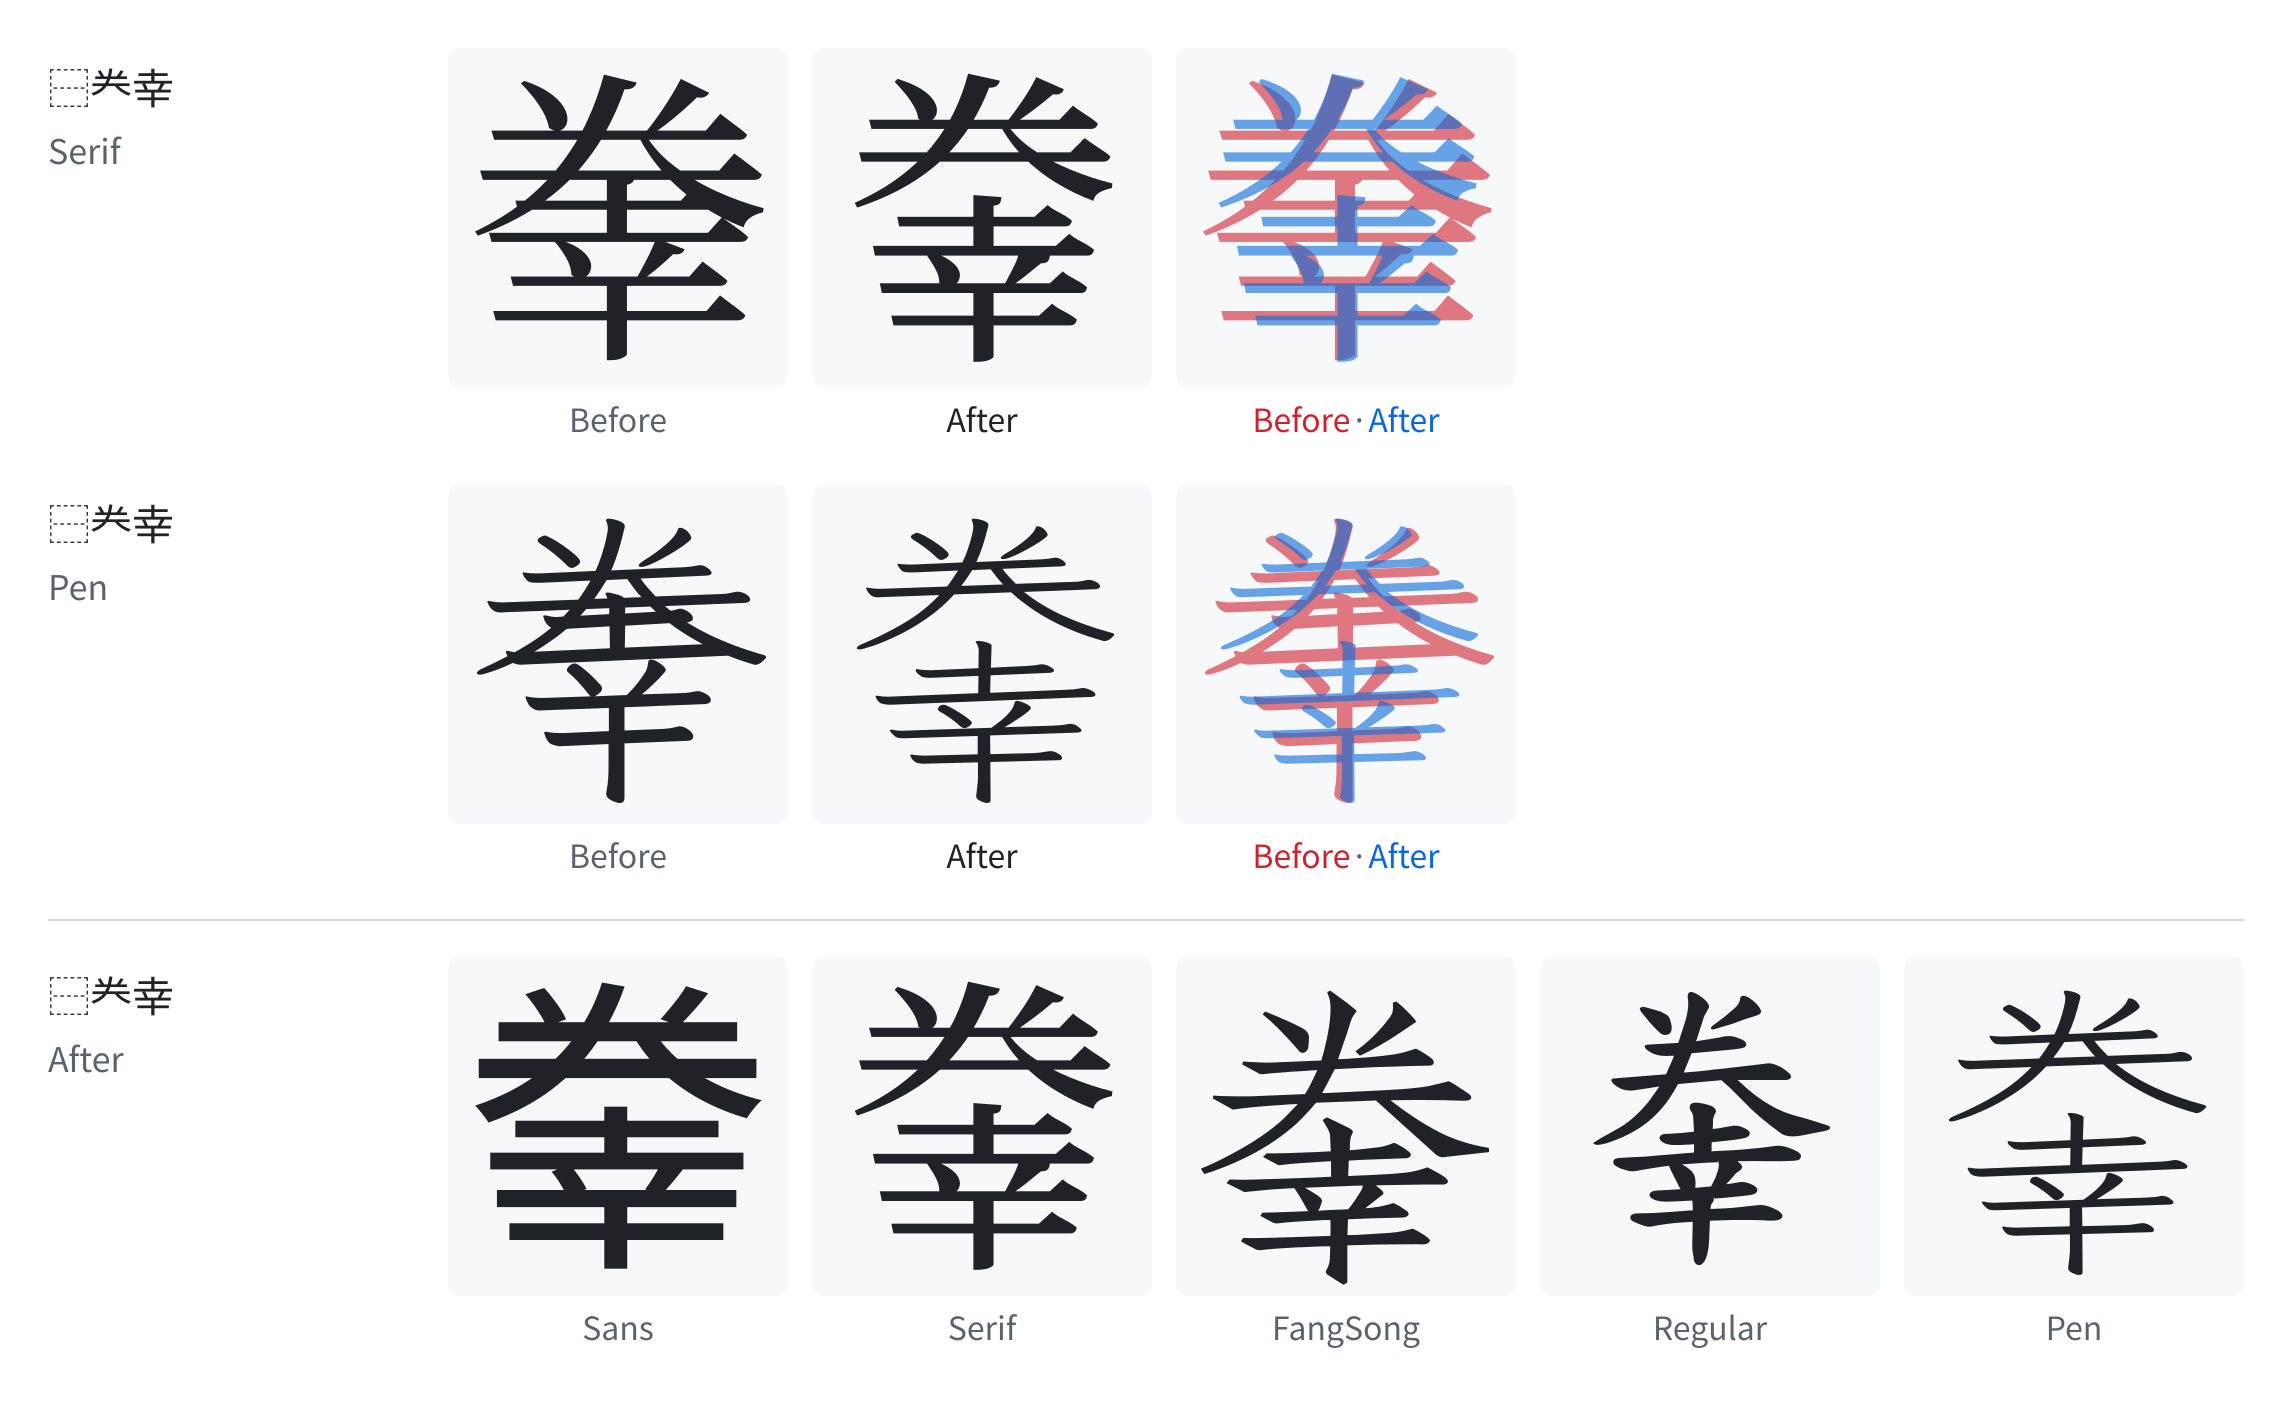 ⿱龹幸
Serif
Before After Before · After
⿱龹幸
Pen
Before After Before · After
⿱龹幸
After
Sans Serif FangSong Regular Pen